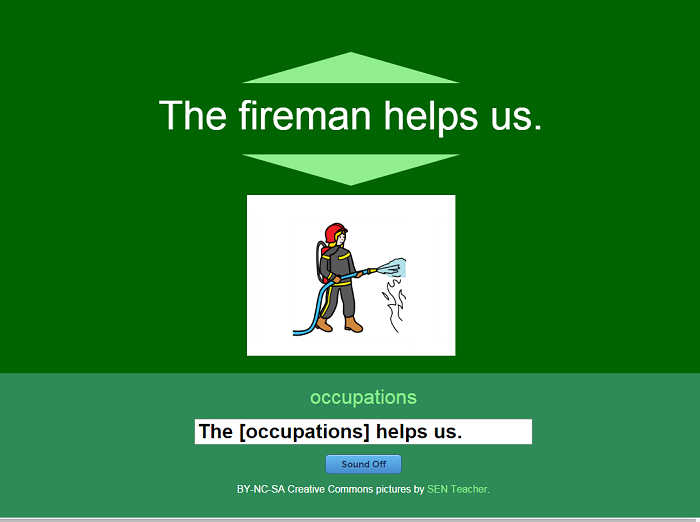 The fireman helps us.
occupations
The [occupations] helps us.
Sound Off
BY-NC-SA Creative Commons pictures by SEN Teacher.